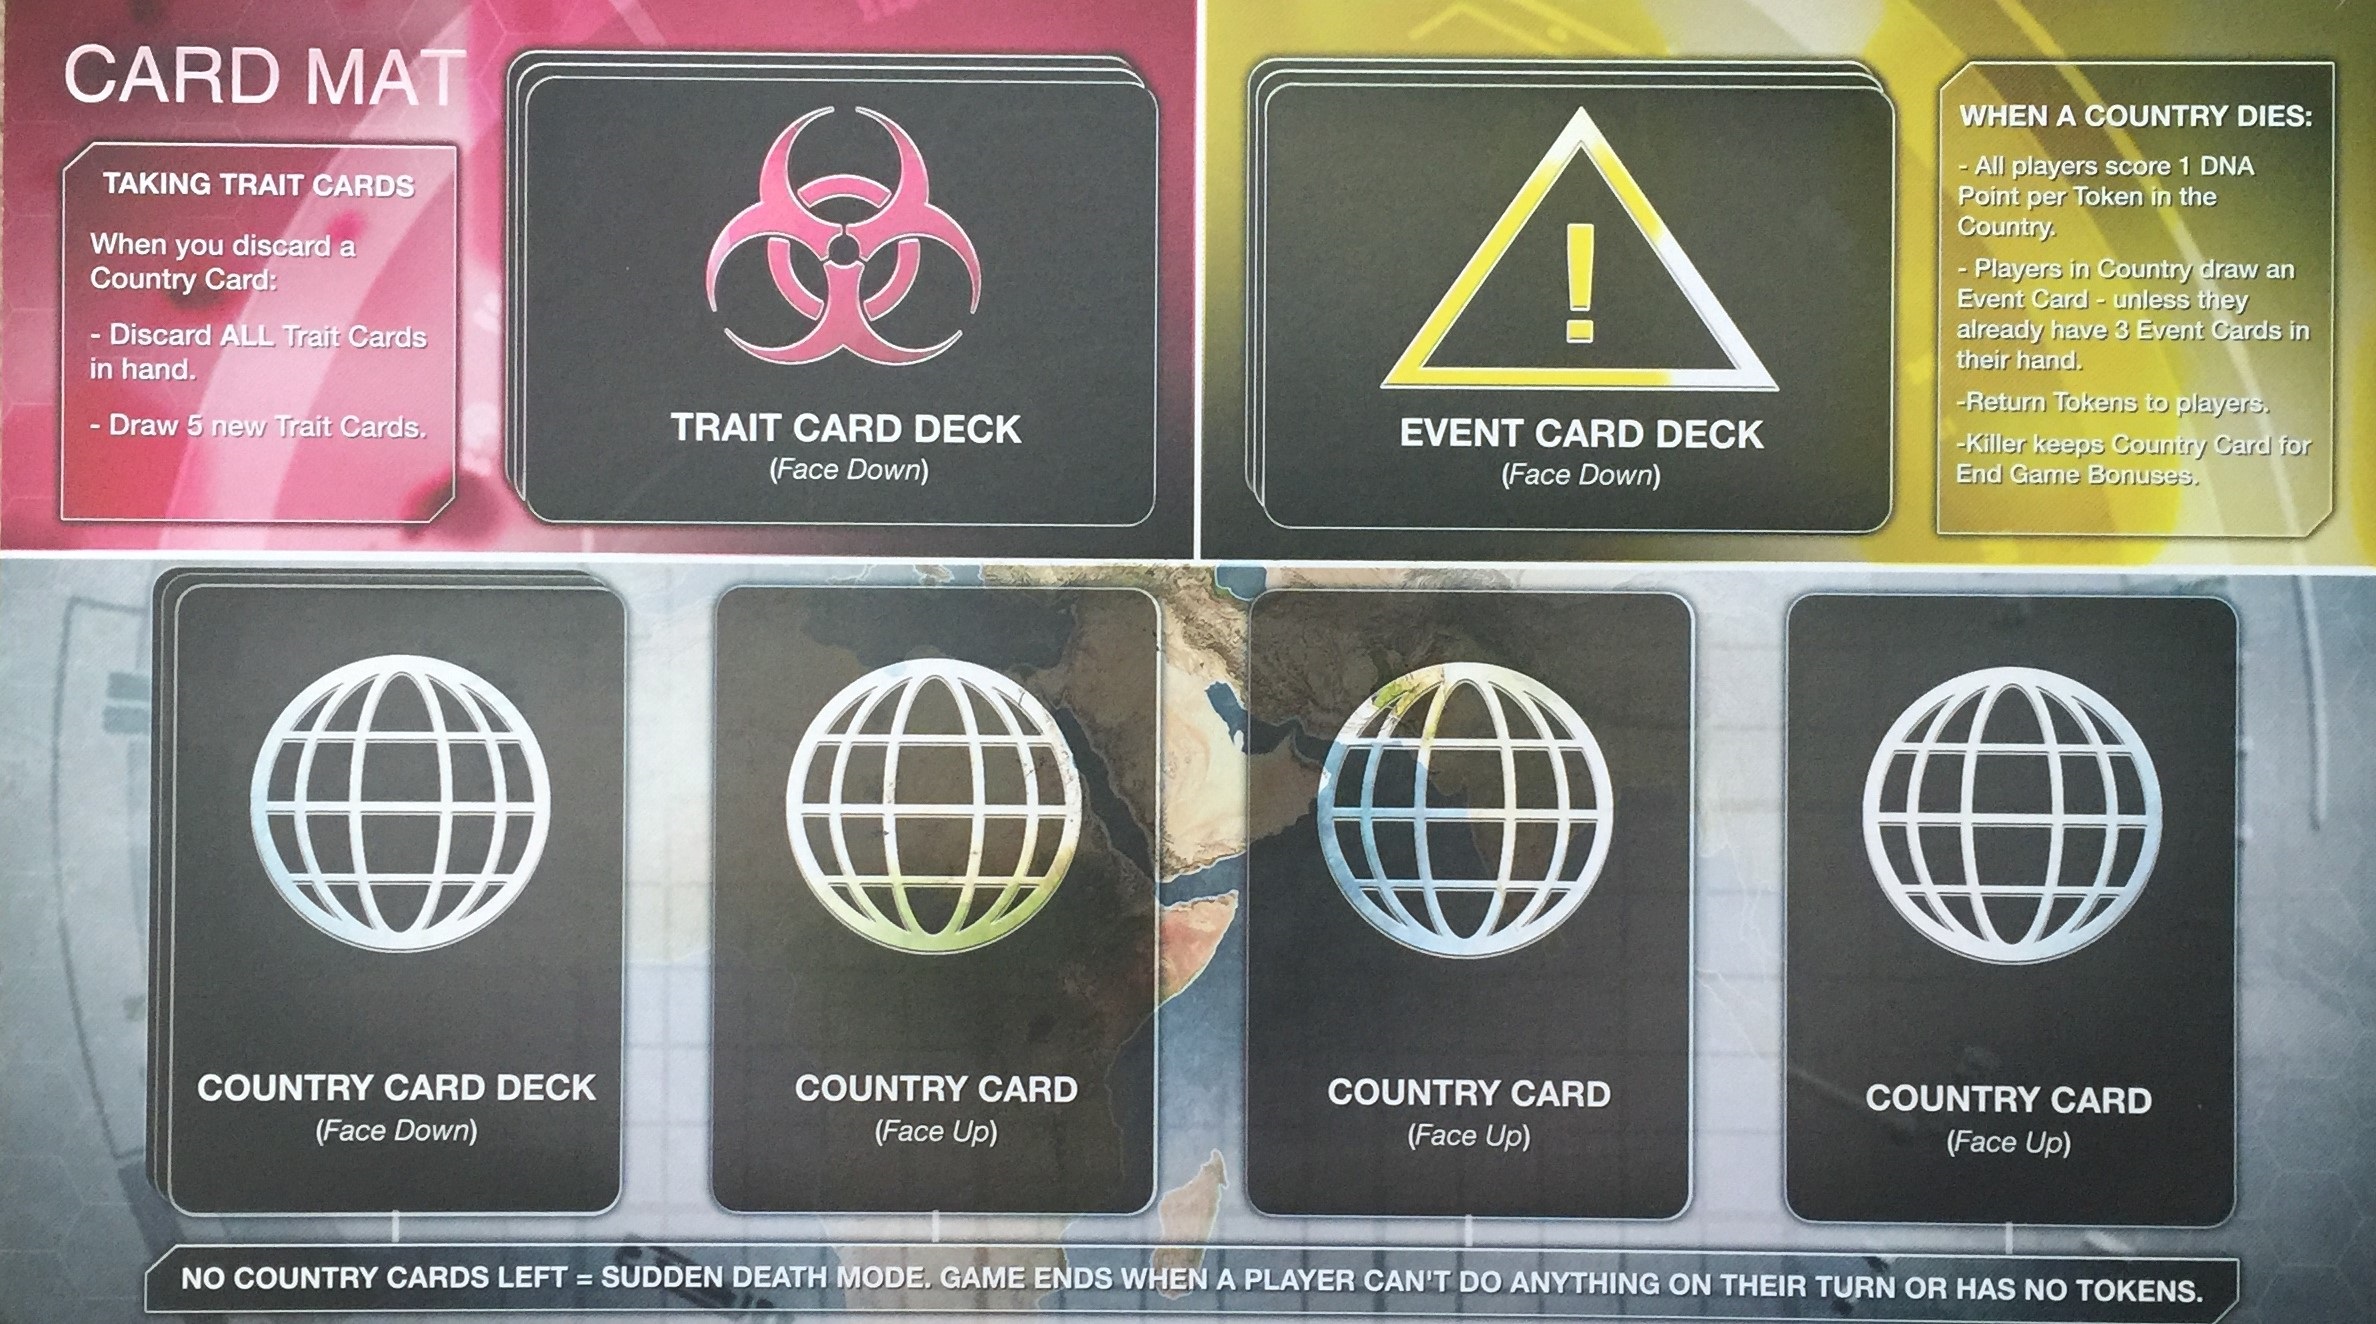 CARD MAT
TAKING TRAIT CARDS
When you discard a
Country Card:
- Discard ALL Trait Cards
in hand.
- Draw 5 new Trait Cards.
TRAIT CARD DECK
(Face Down)
!
EVENT CARD DECK
(Face Down)
WHEN A COUNTRY DIES:
- All players score 1 DNA
Point per Token in the
Country.
- Players in Country draw an
Event Card - unless they
already have 3 Event Cards in
their hand.
-Return Tokens to players.
-Killer keeps Country Card for
End Game Bonuses.
COUNTRY CARD DECK
(Face Down)
COUNTRY CARD
(Face Up)
COUNTRY CARD
(Face Up)
COUNTRY CARD
(Face Up)
NO COUNTRY CARDS LEFT = SUDDEN DEATH MODE. GAME ENDS WHEN A PLAYER CAN'T DO ANYTHING ON THEIR TURN OR HAS NO TOKENS.